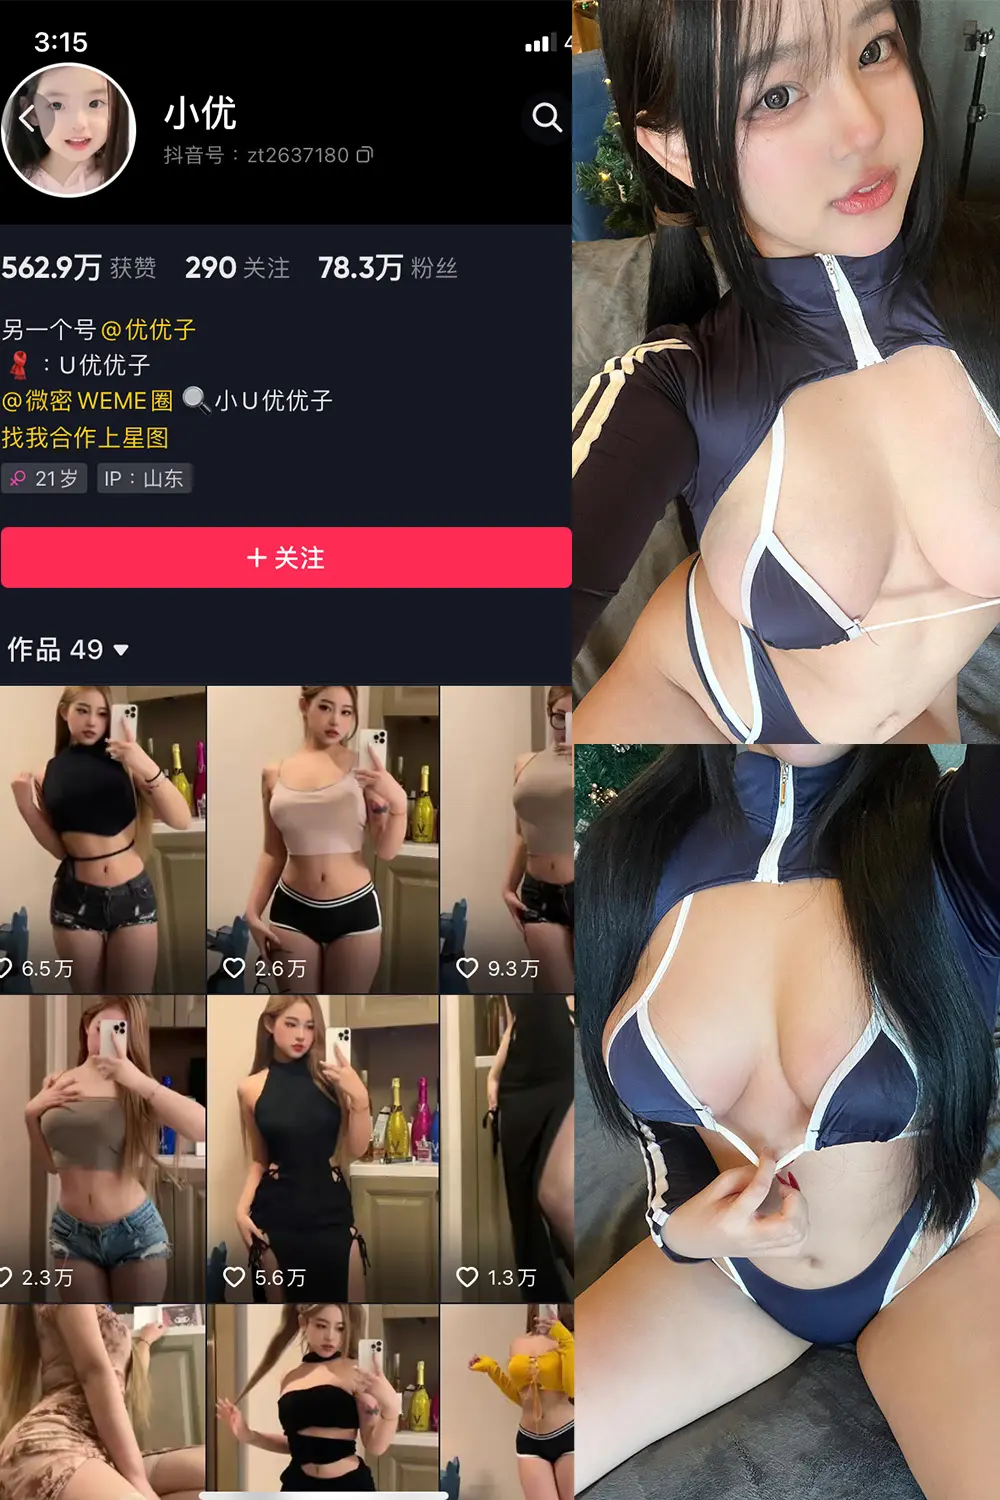 3:15
4
小优
抖音号：zt2637180
562.9万 获赞 290 关注 78.3万 粉丝
另一个号 @优优子
：U优优子
@微密 WEME圈 小U优优子
找我合作上星图
21岁 IP：山东
+ 关注
作品 49
6.5万 2.6万 9.3万
2.3万 5.6万 1.3万